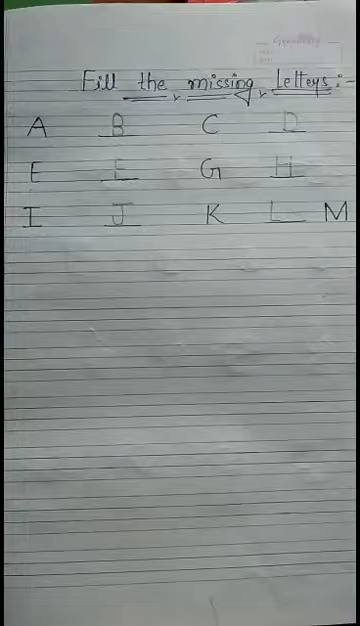 Fill the missing Letters :-
A B C D
E F G H
I J K L M